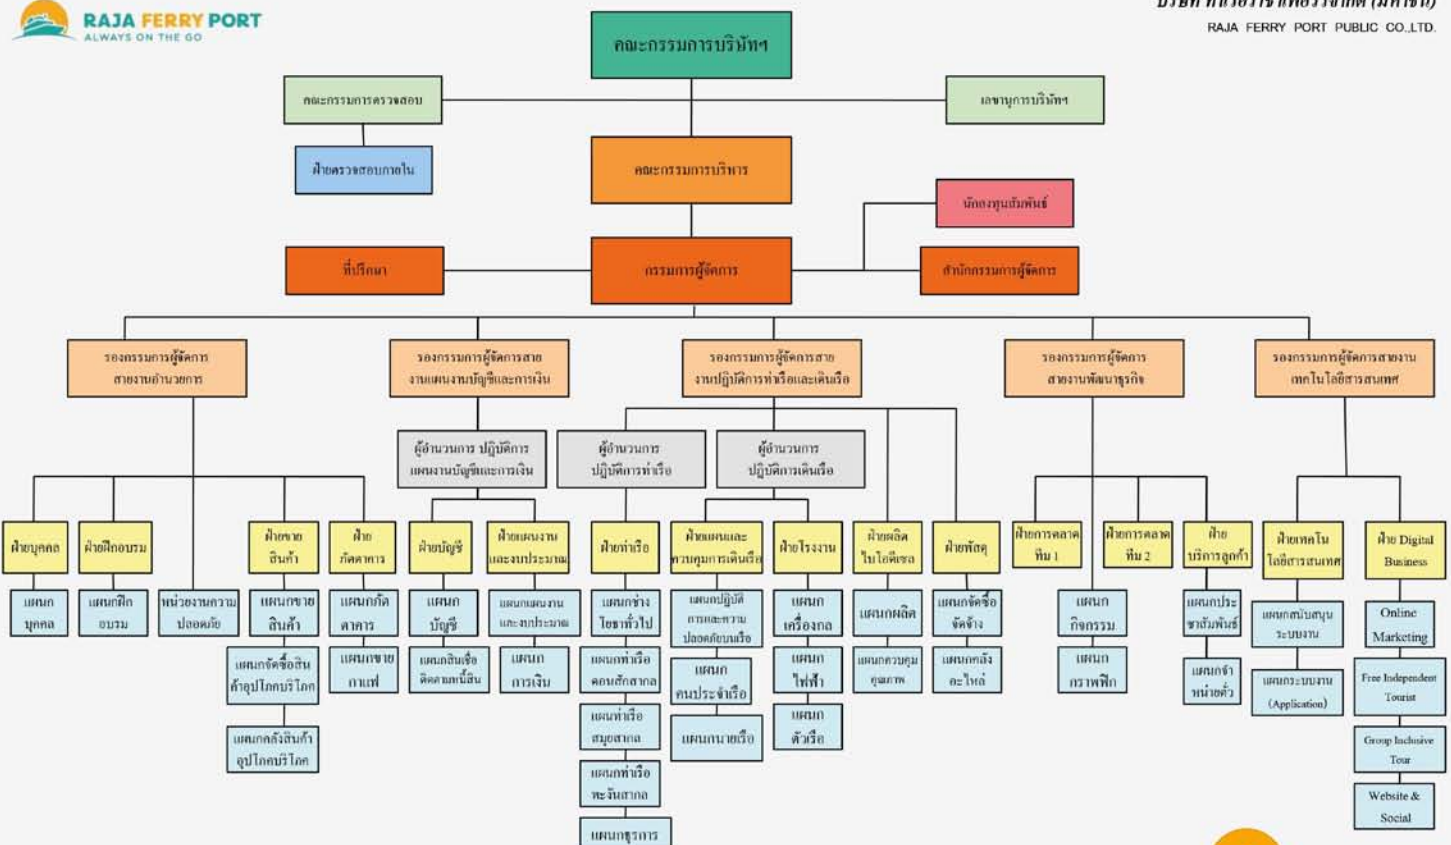 RAJA FERRY PORT
ALWAYS ON THE GO
บริษัท ท่าเรือราชาเฟอร์รี่จำกัด (มหาชน)
RAJA FERRY PORT PUBLIC CO.,LTD.
คณะกรรมการบริษัทฯ
คณะกรรมการตรวจสอบ
เลขานุการบริษัทฯ
ฝ่ายตรวจสอบภายใน
คณะกรรมการบริหาร
นักลงทุนสัมพันธ์
ที่ปรึกษา
กรรมการผู้จัดการ
สำนักกรรมการผู้จัดการ
รองกรรมการผู้จัดการ
สายงานอำนวยการ
รองกรรมการผู้จัดการสาย
งานแผนงานบัญชีและการเงิน
รองกรรมการผู้จัดการสาย
งานปฏิบัติการท่าเรือและเดินเรือ
รองกรรมการผู้จัดการ
สายงานพัฒนาธุรกิจ
รองกรรมการผู้จัดการสายงาน
เทคโนโลยีสารสนเทศ
ผู้อำนวนการ ปฏิบัติการ
แผนงานบัญชีและการเงิน
ผู้อำนวนการ
ปฏิบัติการท่าเรือ
ผู้อำนวนการ
ปฏิบัติการเดินเรือ
ฝ่ายบุคคล
ฝ่ายฝึกอบรม
ฝ่ายขาย
สินค้า
ฝ่าย
ภัตตาคาร
ฝ่ายบัญชี
ฝ่ายแผนงาน
และงบประมาณ
ฝ่ายท่าเรือ
ฝ่ายแผนและ
ควบคุมการเดินเรือ
ฝ่ายโรงงาน
ฝ่ายผลิต
ไบโอดีเซล
ฝ่ายพัสดุ
ฝ่ายการตลาด
ทีม 1
ฝ่ายการตลาด
ทีม 2
ฝ่าย
บริการลูกค้า
ฝ่ายเทคโน
โลยีสารสนเทศ
ฝ่าย Digital
Business
แผนก
บุคคล
แผนกฝึก
อบรม
หน่วยงานความ
ปลอดภัย
แผนกขาย
สินค้า
แผนกภัต
ตาคาร
แผนก
บัญชี
แผนกแผนงาน
และงบประมาณ
แผนกช่าง
โยธาทั่วไป
แผนกปฏิบัติ
การและความ
ปลอดภัยบนเรือ
แผนก
เครื่องกล
แผนกผลิต
แผนกจัดซื้อ
จัดจ้าง
แผนก
กิจกรรม
แผนกประ
ชาสัมพันธ์
แผนกสนับสนุน
ระบบงาน
Online
Marketing
แผนกจัดซื้อสิน
ค้าอุปโภคบริโภค
แผนกขาย
กาแฟ
แผนกสินเชื่อ
ติดตามหนี้สิน
แผนก
การเงิน
แผนกท่าเรือ
ดอนสักสากล
แผนก
คนประจำเรือ
แผนก
ไฟฟ้า
แผนกควบคุม
คุณภาพ
แผนกคลัง
อะไหล่
แผนก
กราฟฟิก
แผนกจำ
หน่ายตั๋ว
แผนกระบบงาน
(Application)
Free Independent
Tourist
แผนกคลังสินค้า
อุปโภคบริโภค
แผนท่าเรือ
สมุยสากล
แผนกนายเรือ
แผนก
ตัวเรือ
Group Inclusive
Tour
แผนกท่าเรือ
พะงันสากล
Website &
Social
แผนกธุรการ